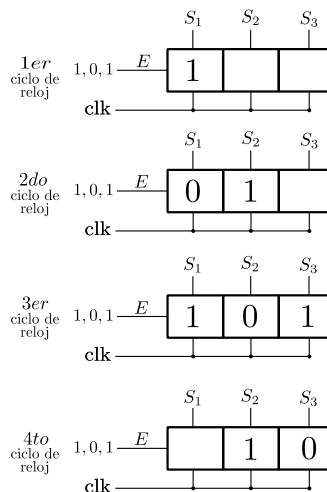 S₁ S₂ S₃
1er ciclo de reloj 1, 0, 1 E 1
clk
S₁ S₂ S₃
2do ciclo de reloj 1, 0, 1 E 0 1
clk
S₁ S₂ S₃
3er ciclo de reloj 1, 0, 1 E 1 0 1
clk
S₁ S₂ S₃
4to ciclo de reloj 1, 0, 1 E 1 0
clk